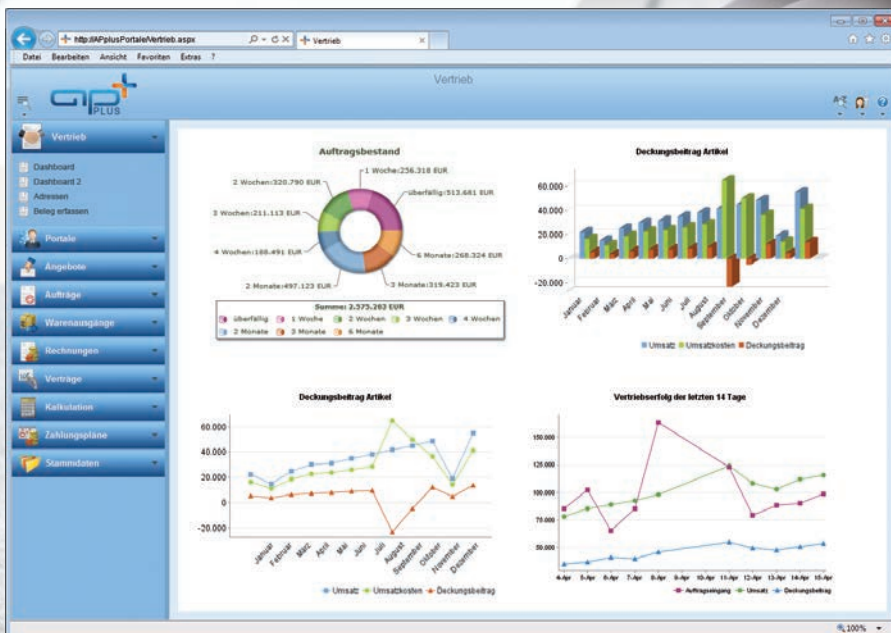 http://APplusPortale/Vertrieb.aspx
Vertrieb
Datei Bearbeiten Ansicht Favoriten Extras ?
Vertrieb
ap+
PLUS
A-Z
Vertrieb
Dashboard
Dashboard 2
Adressen
Beleg erfassen
Portale
Angebote
Aufträge
Warenausgänge
Rechnungen
Verträge
Kalkulation
Zahlungspläne
Stammdaten
Auftragsbestand
1 Woche:256.318 EUR
2 Wochen:320.790 EUR
überfällig:513.681 EUR
3 Wochen:211.113 EUR
4 Wochen:188.491 EUR
6 Monate:268.324 EUR
2 Monate:497.123 EUR
3 Monate:319.423 EUR
Summe: 2.575.263 EUR
überfällig 1 Woche 2 Wochen 3 Wochen 4 Wochen
2 Monate 3 Monate 6 Monate
Deckungsbeitrag Artikel
60.000
40.000
20.000
0
-20.000
Januar Februar März April Mai Juni Juli August September Oktober November Dezember
Umsatz Umsatzkosten Deckungsbeitrag
Deckungsbeitrag Artikel
60.000
40.000
20.000
0
-20.000
Januar Februar März April Mai Juni Juli August September Oktober November Dezember
Umsatz Umsatzkosten Deckungsbeitrag
Vertriebserfolg der letzten 14 Tage
150.000
125.000
100.000
75.000
50.000
4-Apr 5-Apr 6-Apr 7-Apr 8-Apr 9-Apr 10-Apr 11-Apr 12-Apr 13-Apr 14-Apr 15-Apr
Auftragseingang Umsatz Deckungsbeitrag
100%